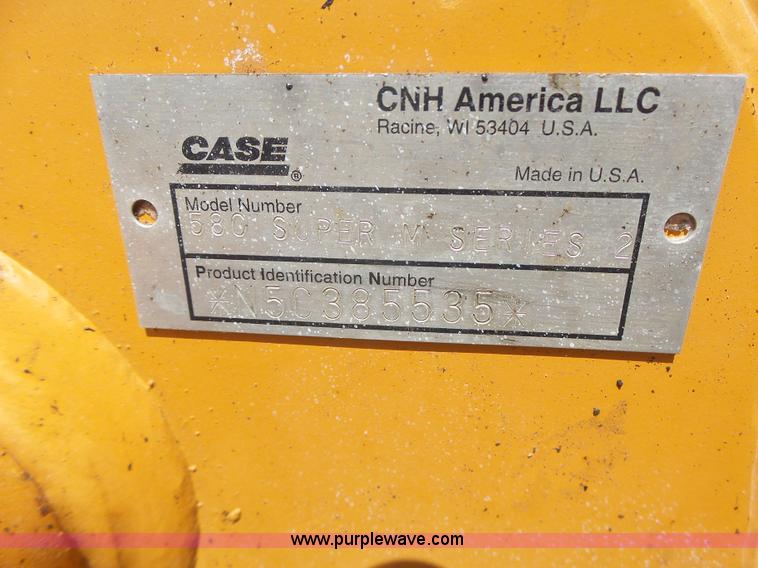 CNH America LLC
Racine, WI 53404 U.S.A.
CASE®
Made in U.S.A.
Model Number
580 SUPER M SERIES 2
Product Identification Number
*N5C385535*
www.purplewave.com